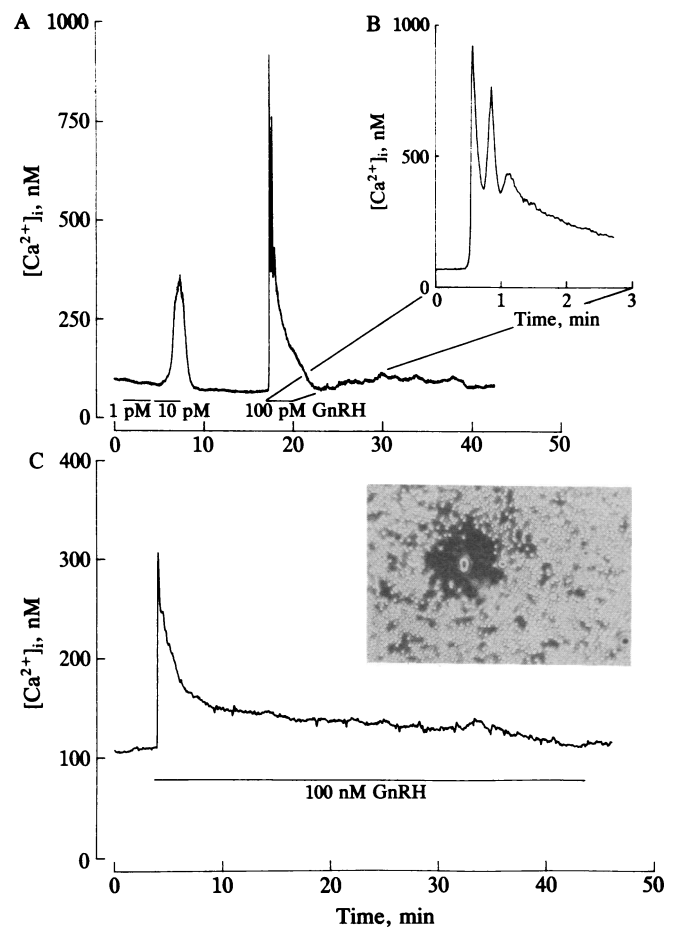 A
1000
750
500
250
0
[Ca2+]i, nM
1 pM 10 pM 100 pM GnRH
0 10 20 30 40 50
B
1000
500
0
[Ca2+]i, nM
0 1 2 3
Time, min
C
400
300
200
100
0
[Ca2+]i, nM
100 nM GnRH
0 10 20 30 40 50
Time, min